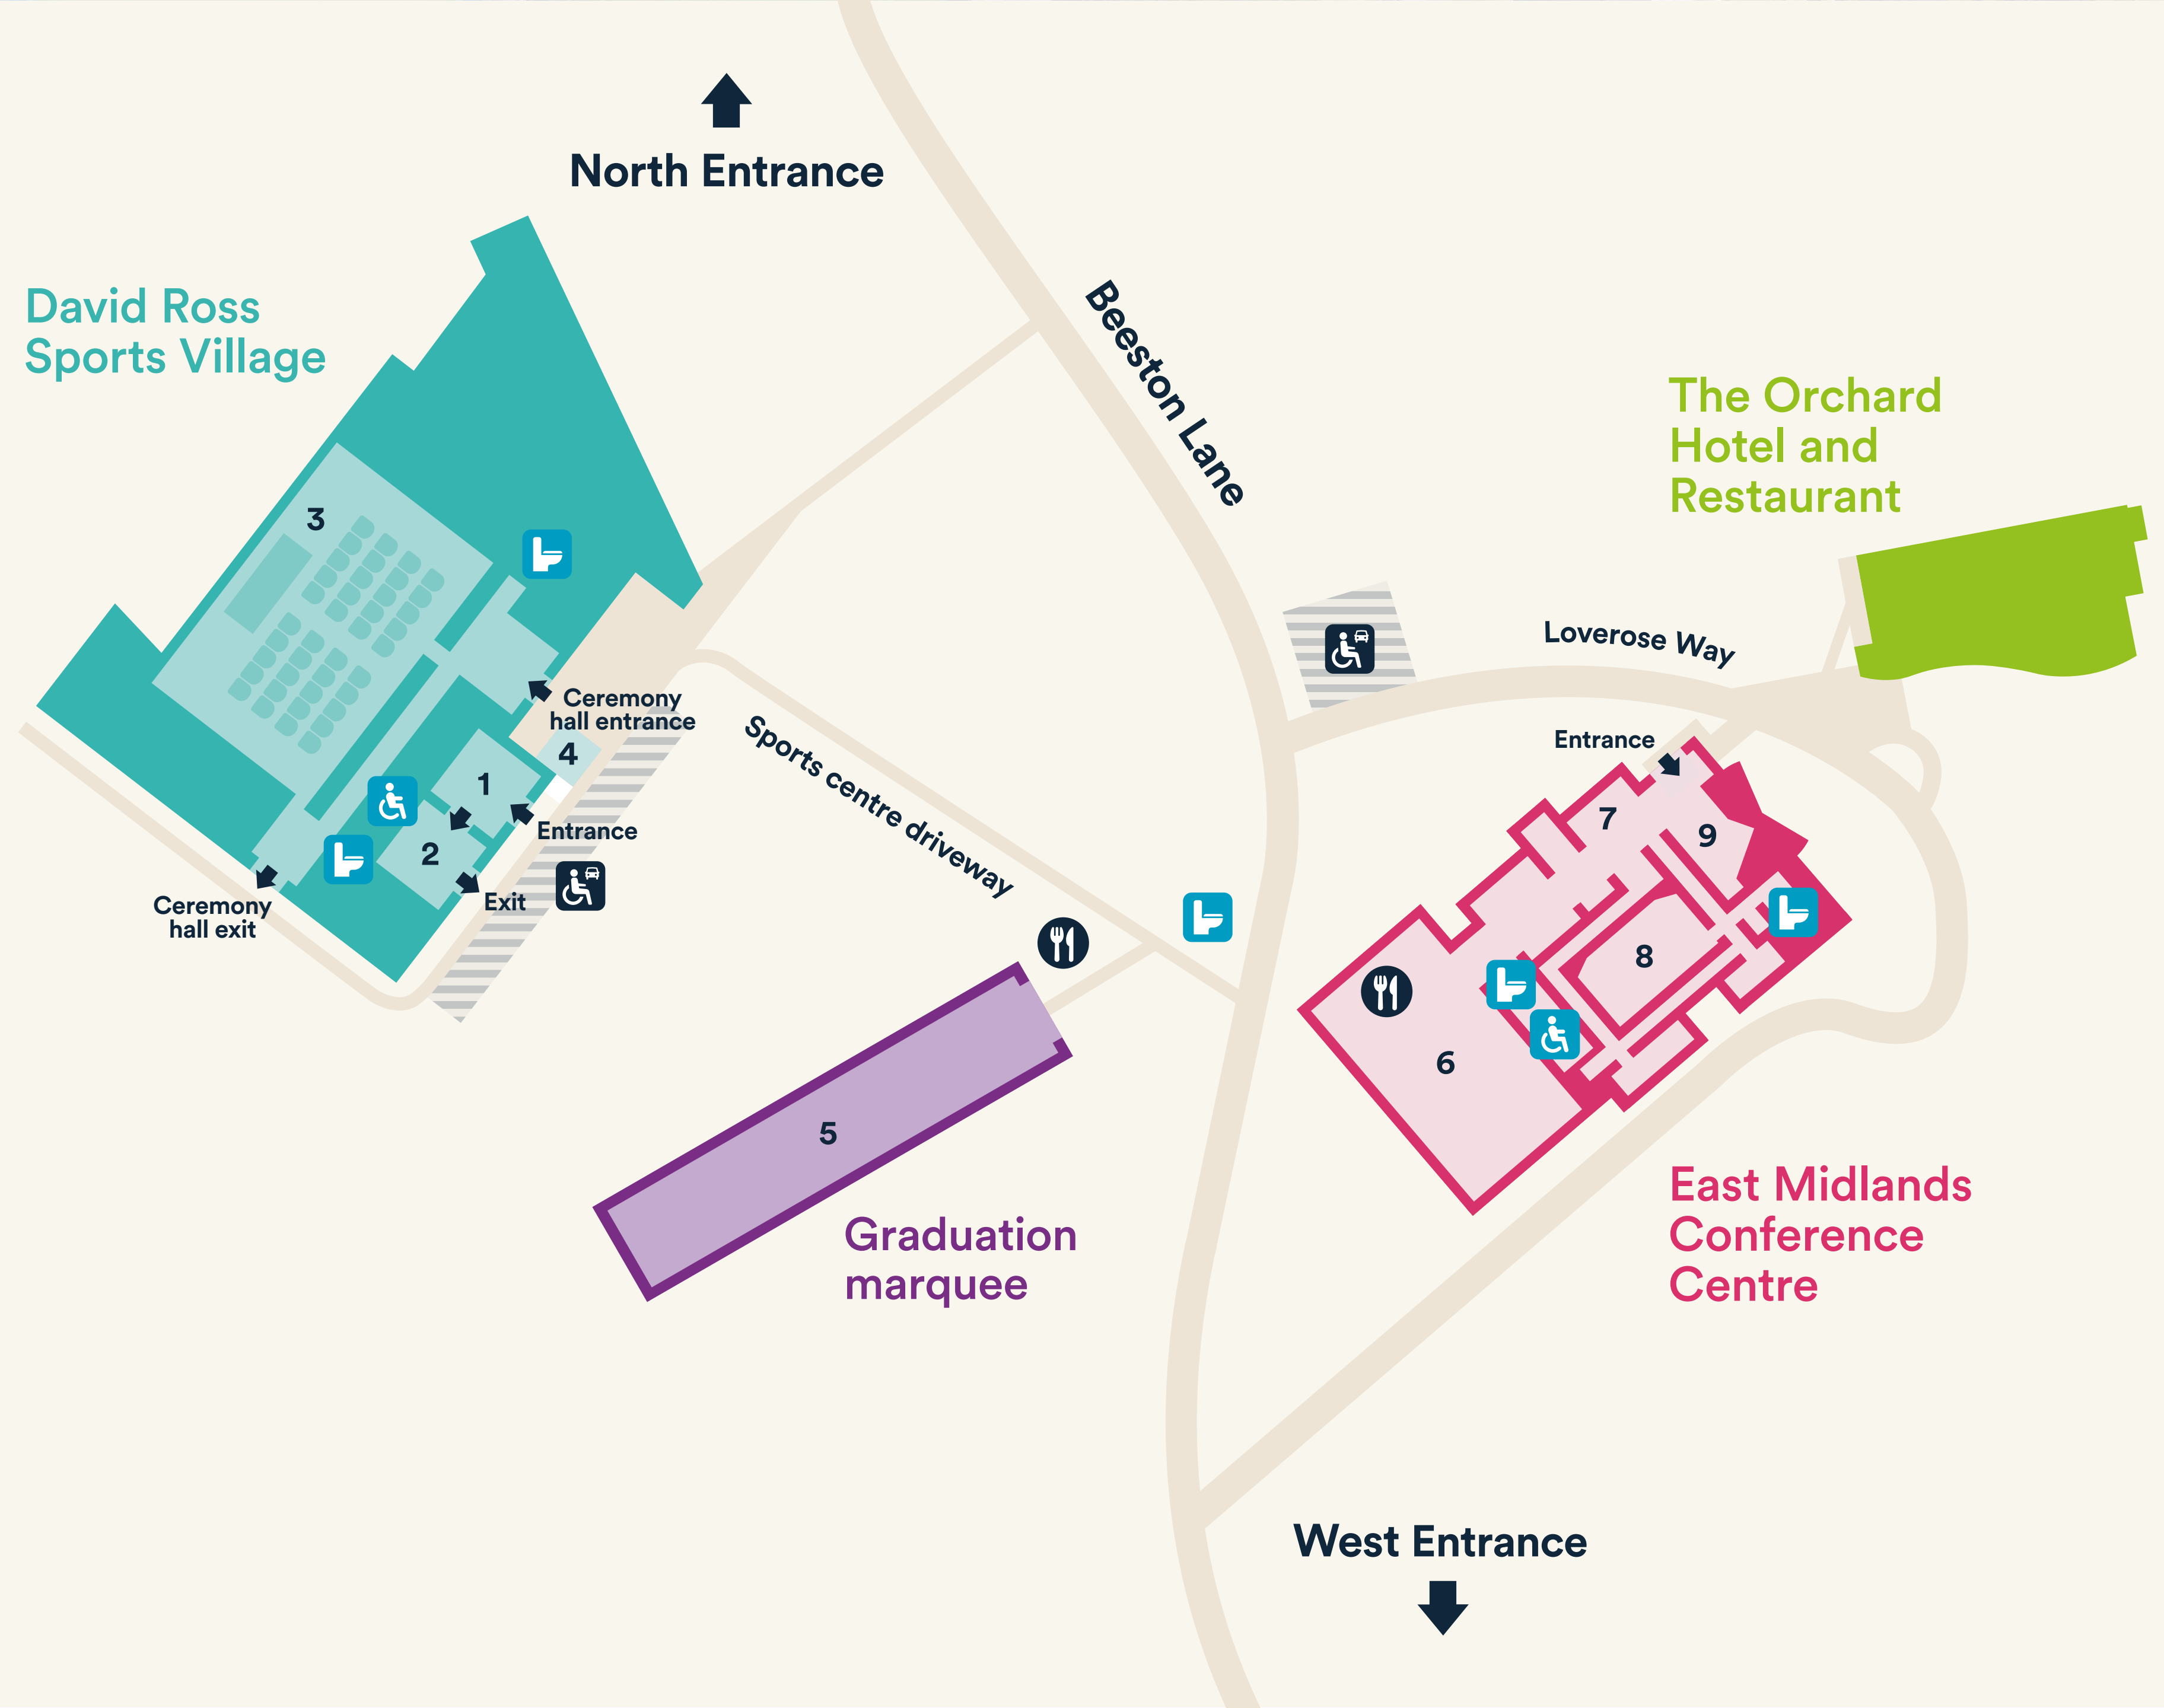 North Entrance
David Ross
Sports Village
Beeston Lane
The Orchard
Hotel and
Restaurant
3
Loverose Way
Ceremony
hall entrance
4
1
Entrance
2
Exit
Ceremony
hall exit
Sports centre driveway
Entrance
7
9
8
6
5
Graduation
marquee
East Midlands
Conference
Centre
West Entrance